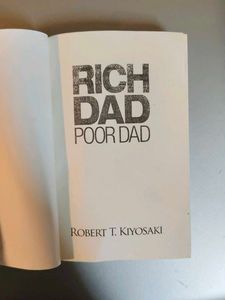 RICH
DAD
POOR DAD
ROBERT T. KIYOSAKI